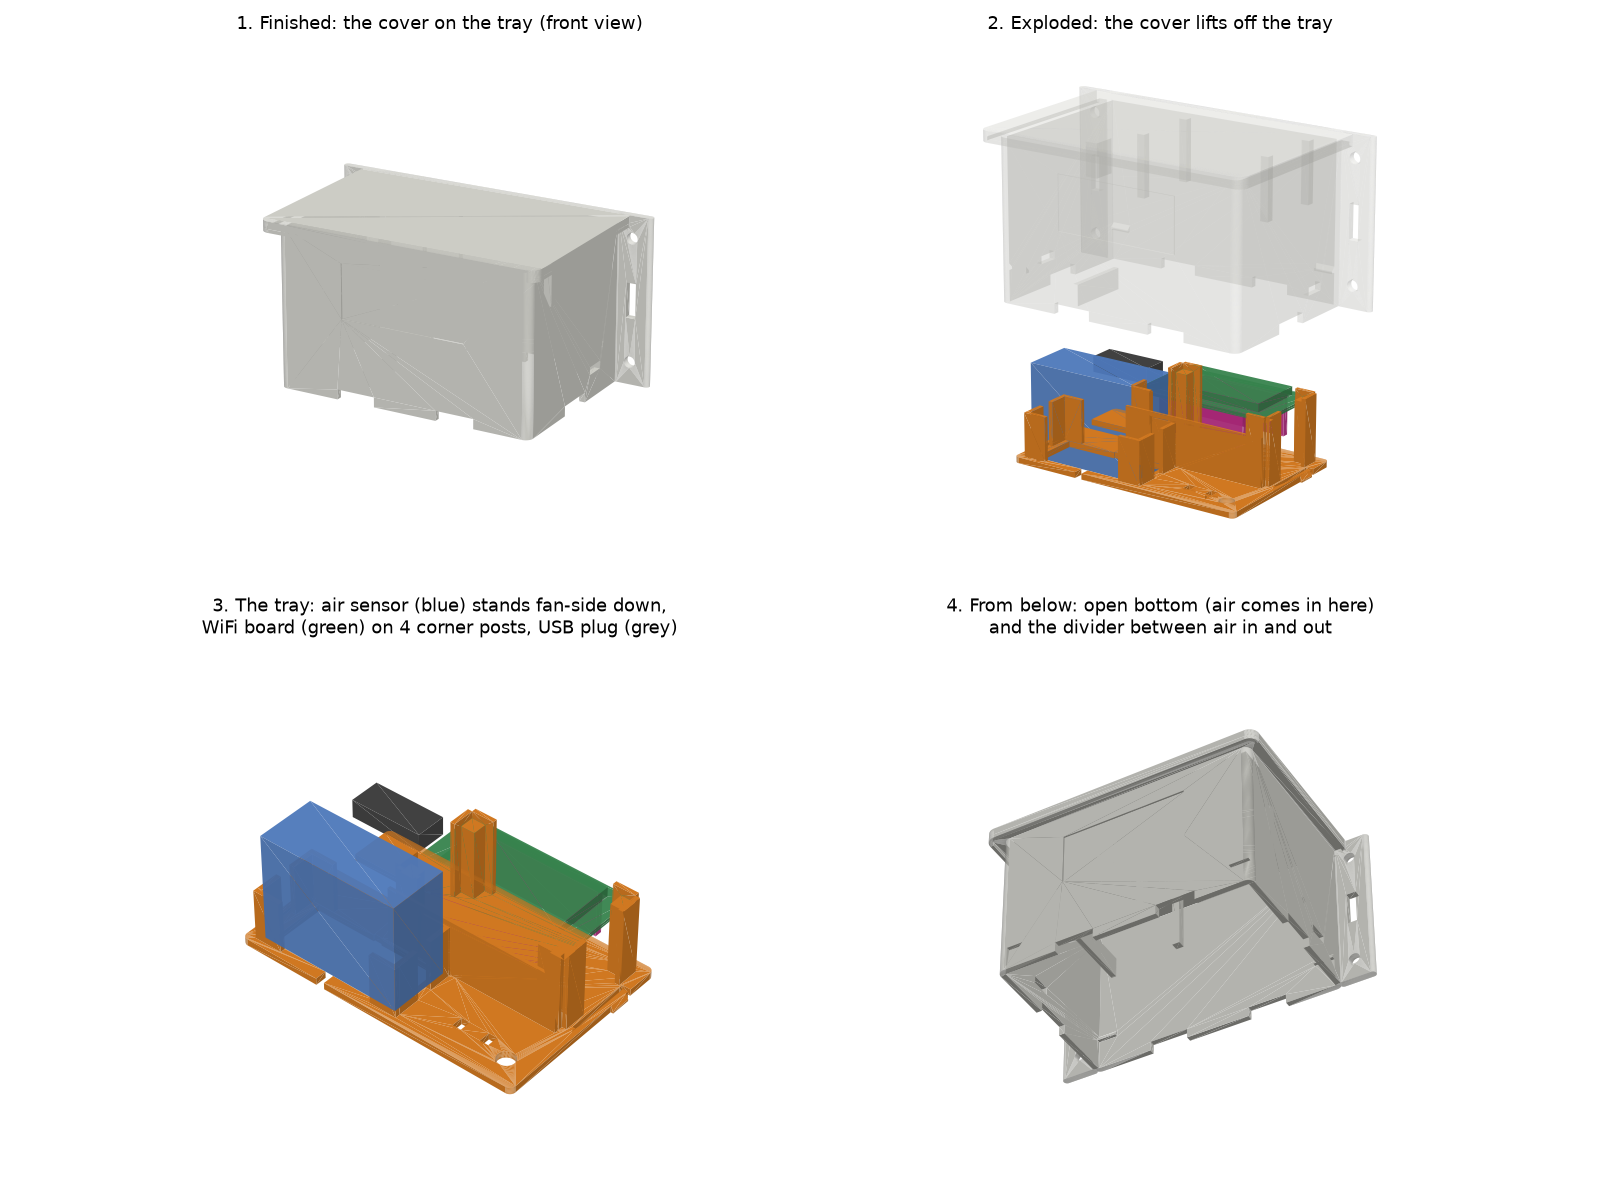 1. Finished: the cover on the tray (front view)
2. Exploded: the cover lifts off the tray
3. The tray: air sensor (blue) stands fan-side down,
WiFi board (green) on 4 corner posts, USB plug (grey)
4. From below: open bottom (air comes in here)
and the divider between air in and out